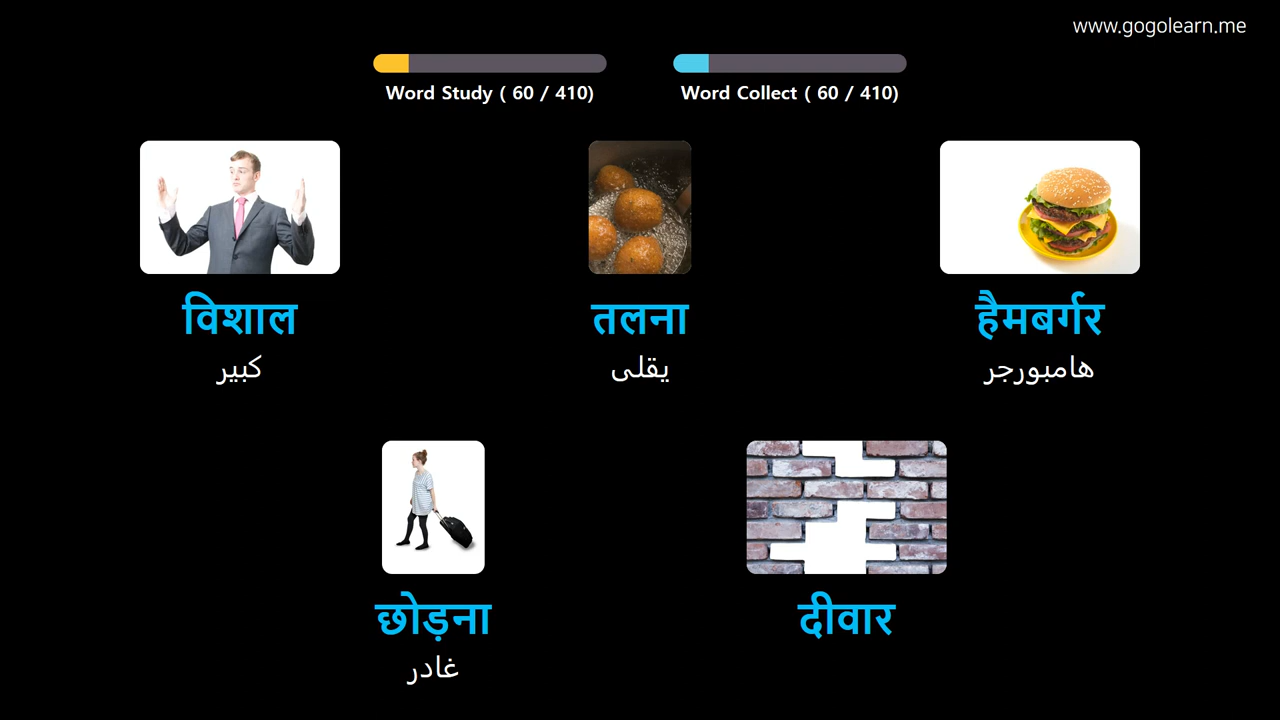 www.gogolearn.me
Word Study ( 60 / 410)
Word Collect ( 60 / 410)
विशाल
كبير
तलना
يقلى
हैमबर्गर
هامبورجر
छोड़ना
غادر
दीवार